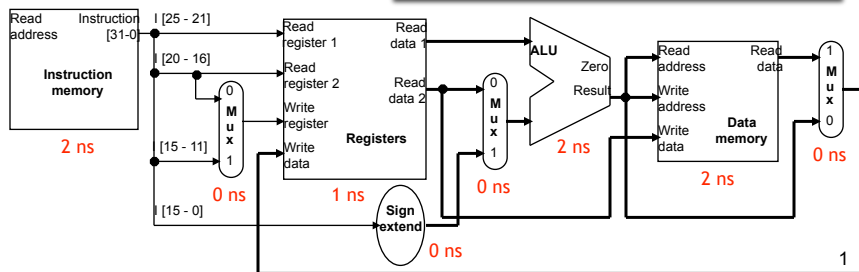 Read
address
Instruction
[31-0]
Instruction
memory
2 ns
I [25 - 21]
I [20 - 16]
I [15 - 11]
I [15 - 0]
0
M
u
x
1
0 ns
Read
register 1
Read
register 2
Write
register
Write
data
Read
data 1
Read
data 2
Registers
1 ns
Sign
extend
0 ns
0
M
u
x
1
0 ns
ALU
Zero
Result
2 ns
Read
address
Write
address
Write
data
Read
data
Data
memory
2 ns
1
M
u
x
0
0 ns
1